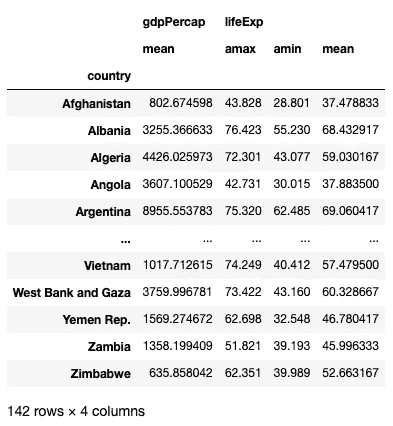 gdpPercap lifeExp
mean amax amin mean
country
Afghanistan 802.674598 43.828 28.801 37.478833
Albania 3255.366633 76.423 55.230 68.432917
Algeria 4426.025973 72.301 43.077 59.030167
Angola 3607.100529 42.731 30.015 37.883500
Argentina 8955.553783 75.320 62.485 69.060417
... ... ... ... ...
Vietnam 1017.712615 74.249 40.412 57.479500
West Bank and Gaza 3759.996781 73.422 43.160 60.328667
Yemen Rep. 1569.274672 62.698 32.548 46.780417
Zambia 1358.199409 51.821 39.193 45.996333
Zimbabwe 635.858042 62.351 39.989 52.663167
142 rows × 4 columns